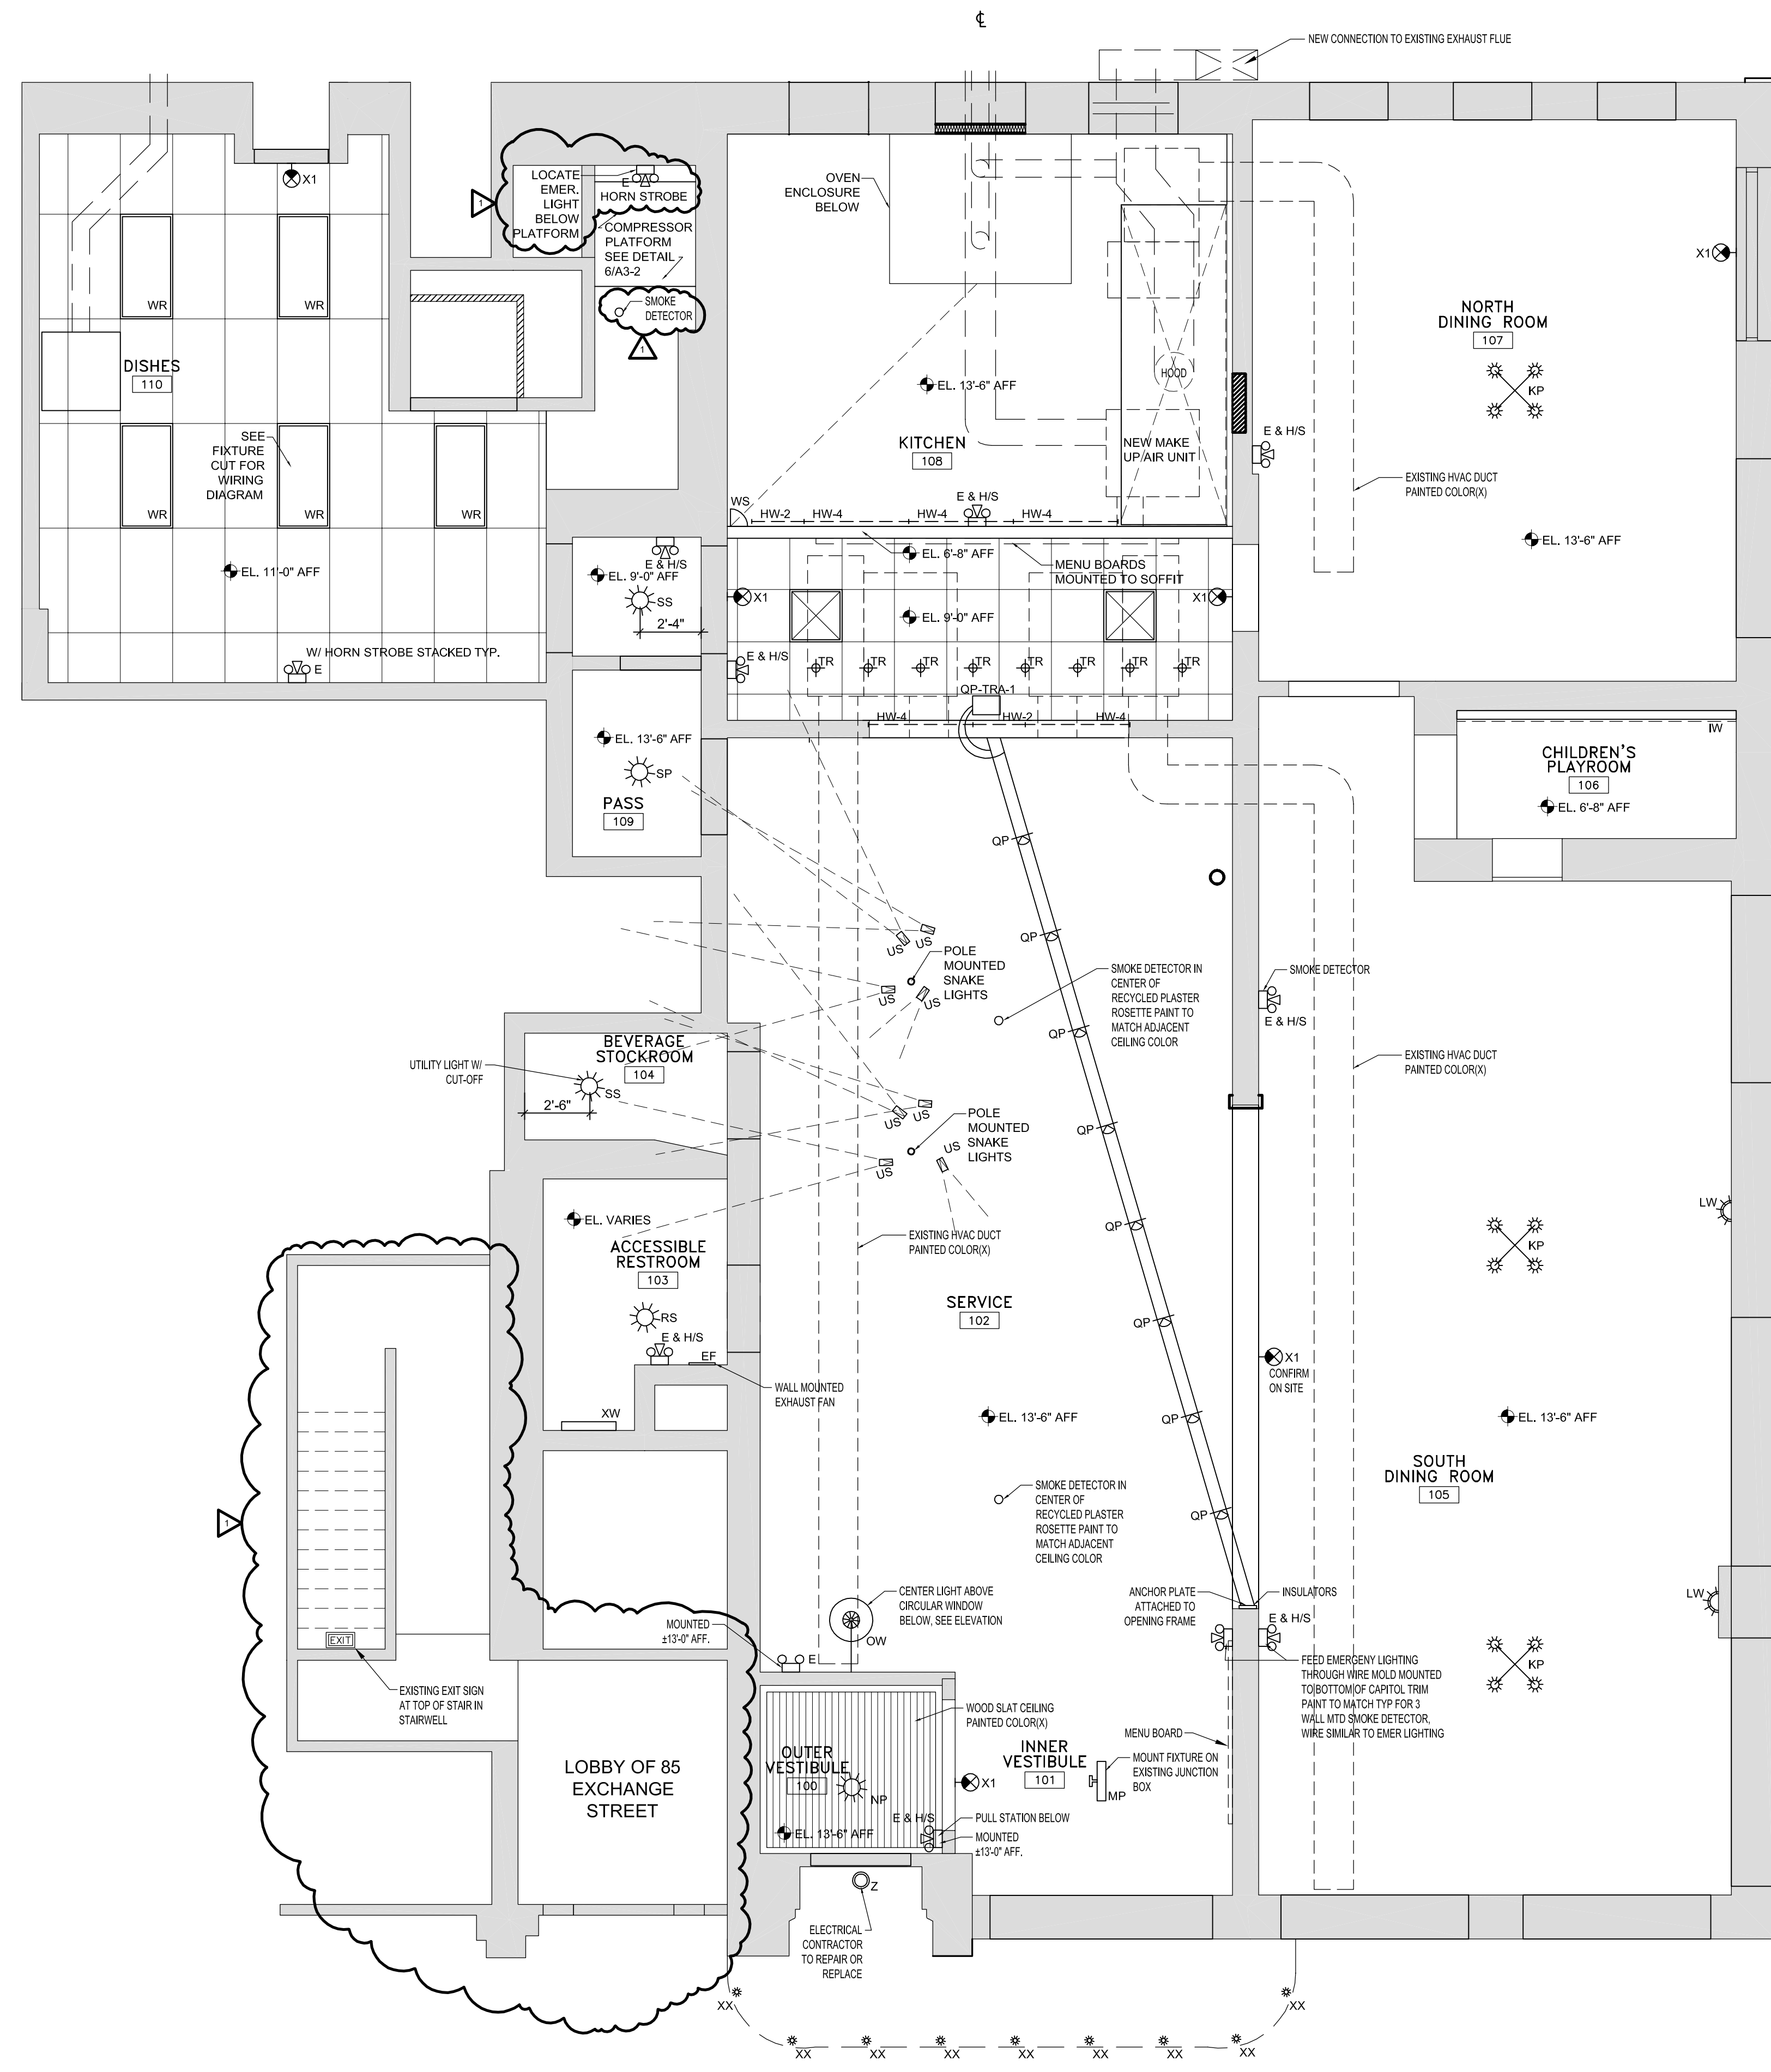 ℄
NEW CONNECTION TO EXISTING EXHAUST FLUE
X1
LOCATE
EMER.
LIGHT
BELOW
PLATFORM
E
HORN STROBE
1
COMPRESSOR
PLATFORM
SEE DETAIL
6/A3-2
SMOKE
DETECTOR
1
OVEN
ENCLOSURE
BELOW
X1
WR
WR
DISHES
110
SEE
FIXTURE
CUT FOR
WIRING
DIAGRAM
WR
WR
WR
EL. 11'-0" AFF
W/ HORN STROBE STACKED TYP.
E
HOOD
EL. 13'-6" AFF
KITCHEN
108
NEW MAKE
UP AIR UNIT
NORTH
DINING ROOM
107
KP
E & H/S
EXISTING HVAC DUCT
PAINTED COLOR(X)
EL. 13'-6" AFF
WS
HW-2
HW-4
HW-4
E & H/S
HW-4
EL. 6'-8" AFF
MENU BOARDS
MOUNTED TO SOFFIT
E & H/S
EL. 9'-0" AFF
SS
2'-4"
X1
X1
EL. 9'-0" AFF
E & H/S
TR
TR
TR
TR
TR
TR
TR
TR
QP-TRA-1
HW-4
HW-2
HW-4
EL. 13'-6" AFF
SP
PASS
109
IW
CHILDREN'S
PLAYROOM
106
EL. 6'-8" AFF
QP
QP
QP
QP
QP
QP
QP
QP
US
US
US
US
POLE
MOUNTED
SNAKE
LIGHTS
SMOKE DETECTOR IN
CENTER OF
RECYCLED PLASTER
ROSETTE PAINT TO
MATCH ADJACENT
CEILING COLOR
SMOKE DETECTOR
E & H/S
EXISTING HVAC DUCT
PAINTED COLOR(X)
BEVERAGE
STOCKROOM
104
UTILITY LIGHT W/
CUT-OFF
SS
2'-6"
US
US
US
US
POLE
MOUNTED
SNAKE
LIGHTS
EL. VARIES
ACCESSIBLE
RESTROOM
103
RS
E & H/S
EF
WALL MOUNTED
EXHAUST FAN
XW
EXISTING HVAC DUCT
PAINTED COLOR(X)
SERVICE
102
LW
KP
X1
CONFIRM
ON SITE
EL. 13'-6" AFF
EL. 13'-6" AFF
SOUTH
DINING ROOM
105
SMOKE DETECTOR IN
CENTER OF
RECYCLED PLASTER
ROSETTE PAINT TO
MATCH ADJACENT
CEILING COLOR
1
EXIT
EXISTING EXIT SIGN
AT TOP OF STAIR IN
STAIRWELL
MOUNTED
±13'-0" AFF.
E
CENTER LIGHT ABOVE
CIRCULAR WINDOW
BELOW, SEE ELEVATION
OW
ANCHOR PLATE
ATTACHED TO
OPENING FRAME
INSULATORS
E & H/S
LW
KP
FEED EMERGENY LIGHTING
THROUGH WIRE MOLD MOUNTED
TO BOTTOM OF CAPITOL TRIM
PAINT TO MATCH TYP FOR 3
WALL MTD SMOKE DETECTOR,
WIRE SIMILAR TO EMER LIGHTING
WOOD SLAT CEILING
PAINTED COLOR(X)
MENU BOARD
OUTER
VESTIBULE
100
NP
INNER
VESTIBULE
101
X1
MOUNT FIXTURE ON
EXISTING JUNCTION
BOX
MP
LOBBY OF 85
EXCHANGE
STREET
E & H/S
PULL STATION BELOW
EL. 13'-6" AFF
MOUNTED
±13'-0" AFF.
Z
ELECTRICAL
CONTRACTOR
TO REPAIR OR
REPLACE
XX
XX
XX
XX
XX
XX
XX
XX
XX